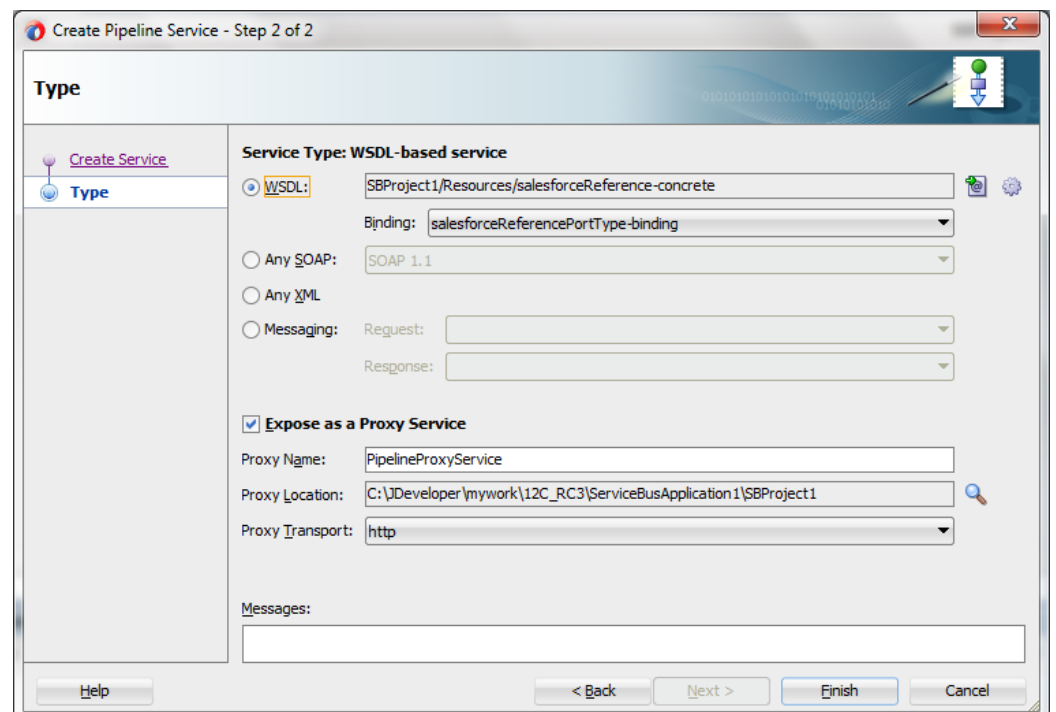 Create Pipeline Service - Step 2 of 2
Type
Create Service
Type
Service Type: WSDL-based service
WSDL: SBProject1/Resources/salesforceReference-concrete
Binding: salesforceReferencePortType-binding
Any SOAP: SOAP 1.1
Any XML
Messaging: Request:
Response:
Expose as a Proxy Service
Proxy Name: PipelineProxyService
Proxy Location: C:\JDeveloper\mywork\12C_RC3\ServiceBusApplication1\SBProject1
Proxy Transport: http
Messages:
Help < Back Next > Finish Cancel